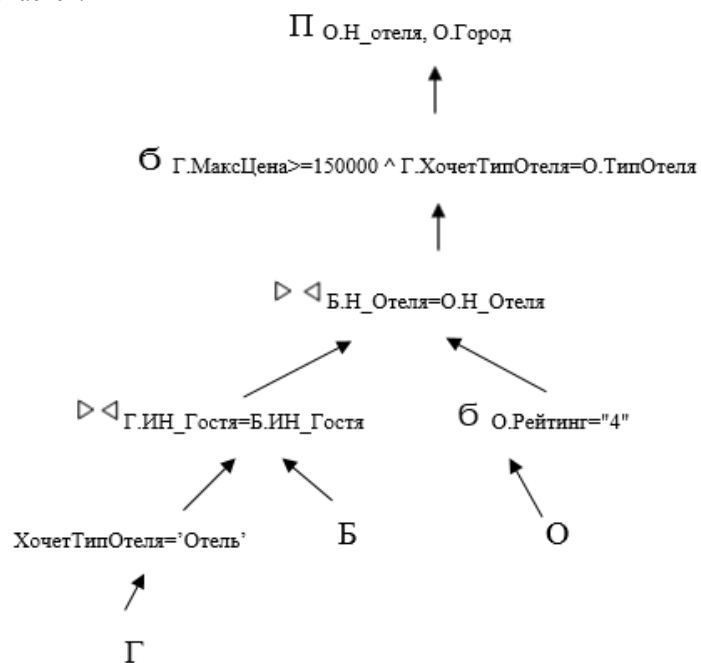 П О.Н_отеля, О.Город
б Г.МаксЦена>=150000 ^ Г.ХочетТипОтеля=О.ТипОтеля
▷◁ Б.Н_Отеля=О.Н_Отеля
▷◁ Г.ИН_Гостя=Б.ИН_Гостя
б О.Рейтинг="4"
ХочетТипОтеля=’Отель’
Б
О
Г